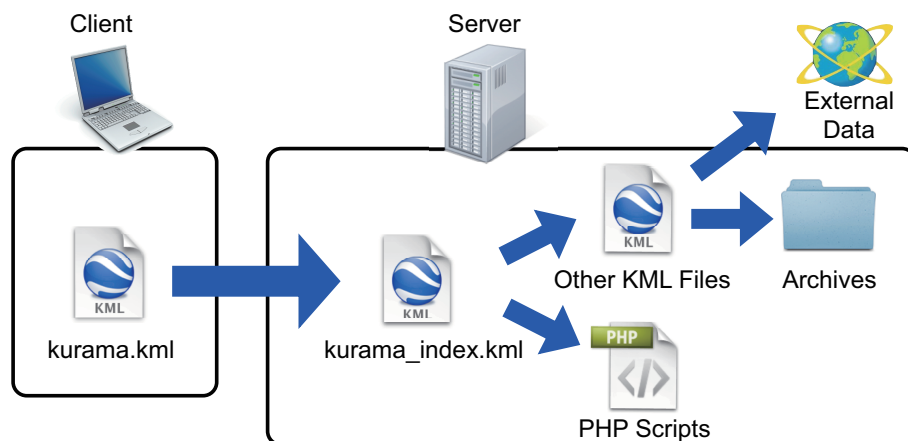 Client
Server
External
Data
KML
kurama.kml
KML
kurama_index.kml
KML
Other KML Files
Archives
PHP
PHP Scripts